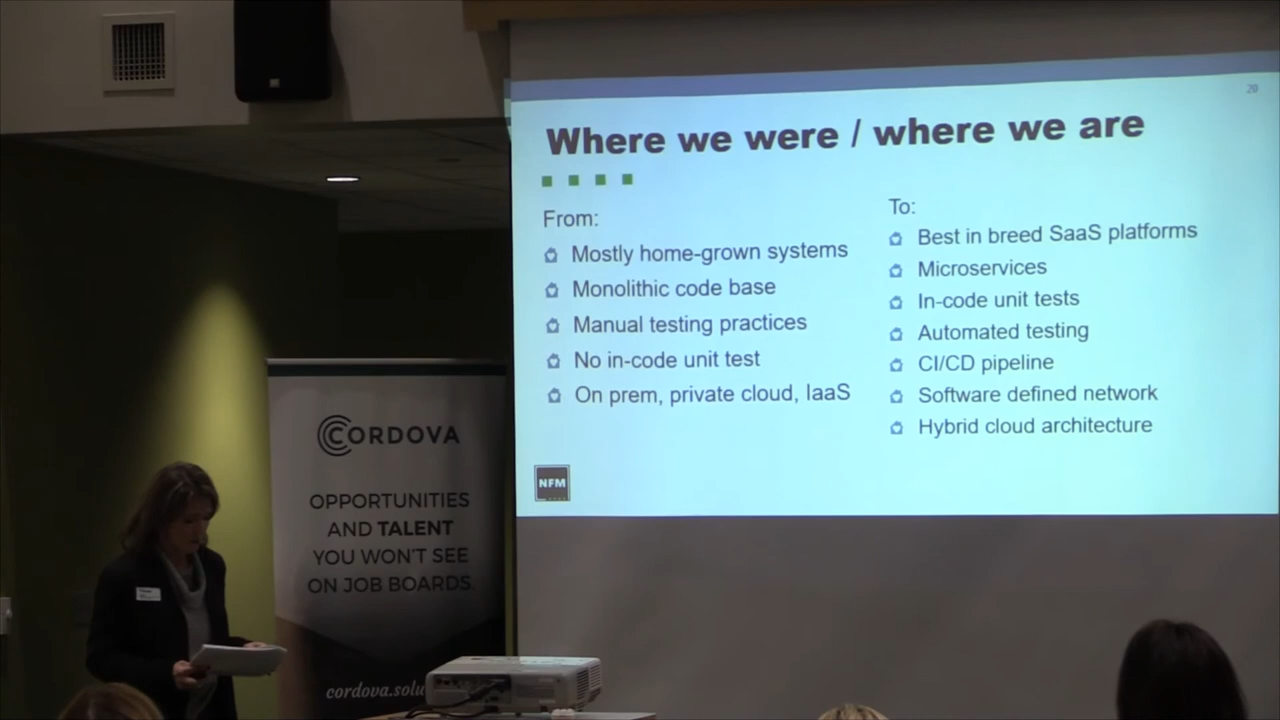 20
Where we were / where we are
From:
Mostly home-grown systems
Monolithic code base
Manual testing practices
No in-code unit test
On prem, private cloud, IaaS
To:
Best in breed SaaS platforms
Microservices
In-code unit tests
Automated testing
CI/CD pipeline
Software defined network
Hybrid cloud architecture
NFM
CORDOVA
OPPORTUNITIES
AND TALENT
YOU WON'T SEE
ON JOB BOARDS.
cordova.solu